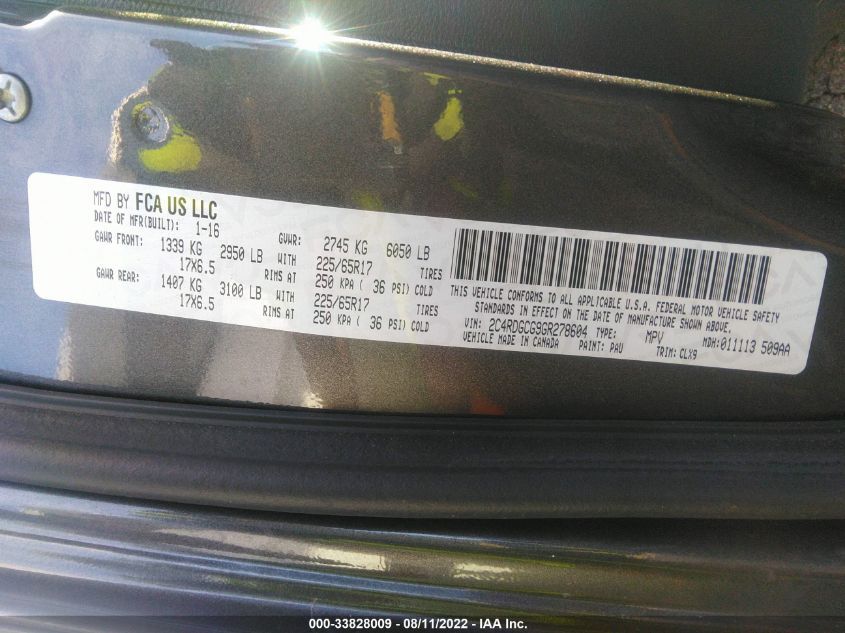 MFD BY FCA US LLC
DATE OF MFR(BUILT): 1-16 GVWR: 2745 KG 6050 LB
GAWR FRONT: 1339 KG 2950 LB WITH 225/65R17 TIRES
17X6.5 RIMS AT 250 KPA ( 36 PSI) COLD
GAWR REAR: 1407 KG 3100 LB WITH 225/65R17 TIRES
17X6.5 RIMS AT 250 KPA ( 36 PSI) COLD
THIS VEHICLE CONFORMS TO ALL APPLICABLE U.S.A. FEDERAL MOTOR VEHICLE SAFETY
STANDARDS IN EFFECT ON THE DATE OF MANUFACTURE SHOWN ABOVE.
VIN: 2C4RDGCG9GR278604 TYPE: MPV MDH: 011113 509AA
VEHICLE MADE IN CANADA PAINT: PAU TRIM: CLX9
000-33828009 - 08/11/2022 - IAA Inc.